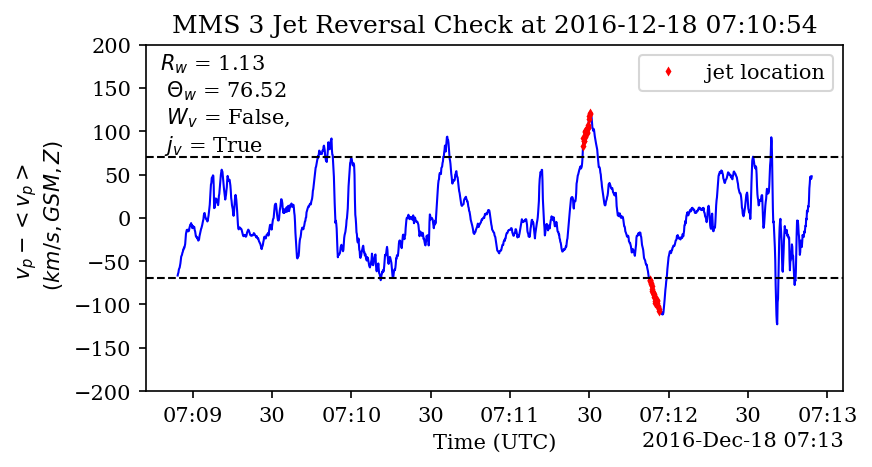 MMS 3 Jet Reversal Check at 2016-12-18 07:10:54
R_w = 1.13
Θ_w = 76.52
W_v = False,
j_v = True
jet location
200
150
100
50
0
−50
−100
−150
−200
v_p − < v_p >
(km/s, GSM, Z)
07:09 30 07:10 30 07:11 30 07:12 30 07:13
Time (UTC)
2016-Dec-18 07:13